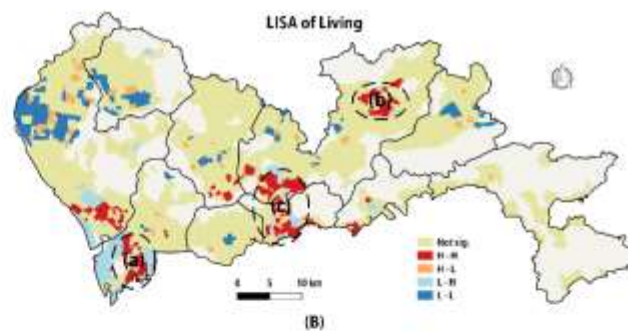 LISA of Living
(b)
(c)
(a)
Not sig.
H - H
H - L
L - H
L - L
0 5 10 km
(B)